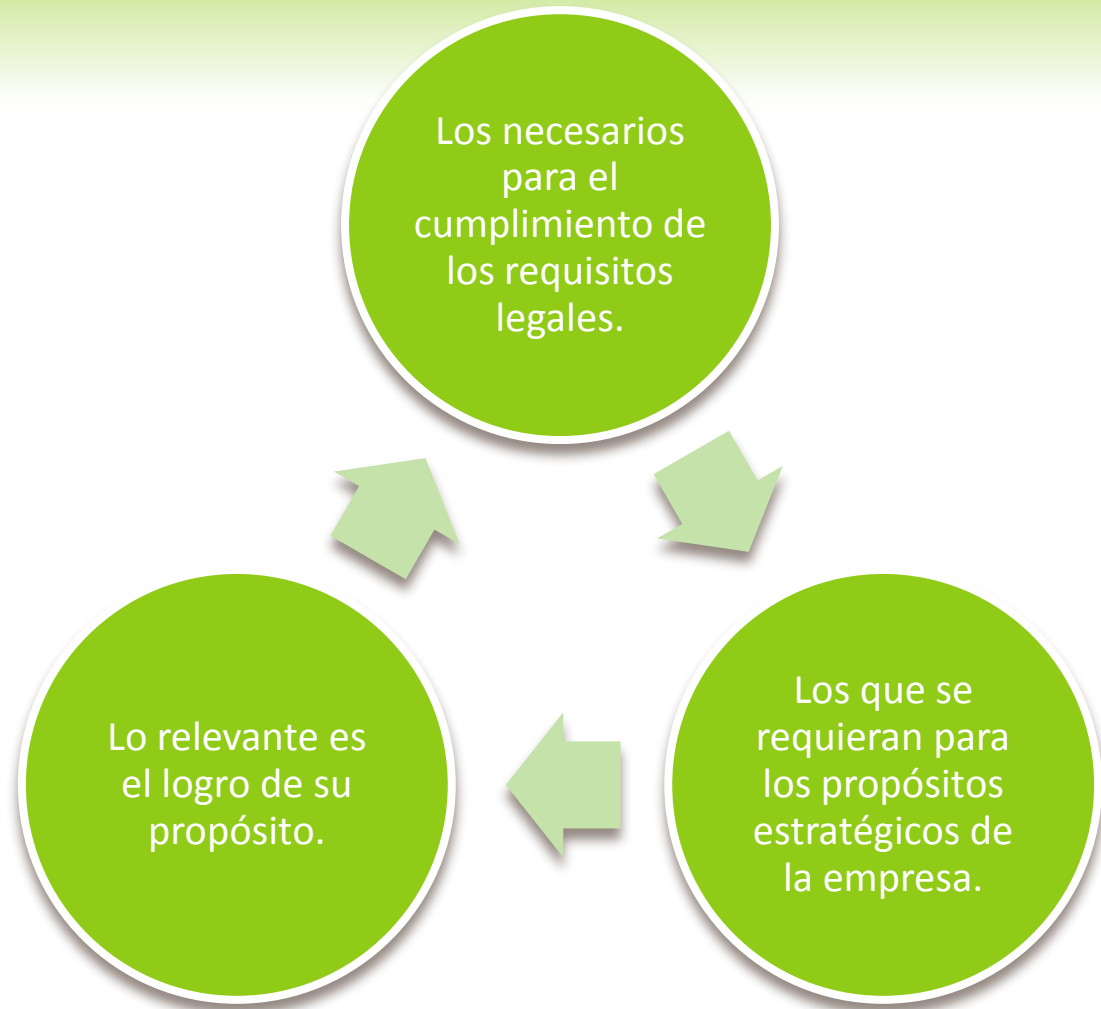 Los necesarios
para el
cumplimiento de
los requisitos
legales.
Los que se
requieran para
los propósitos
estratégicos de
la empresa.
Lo relevante es
el logro de su
propósito.